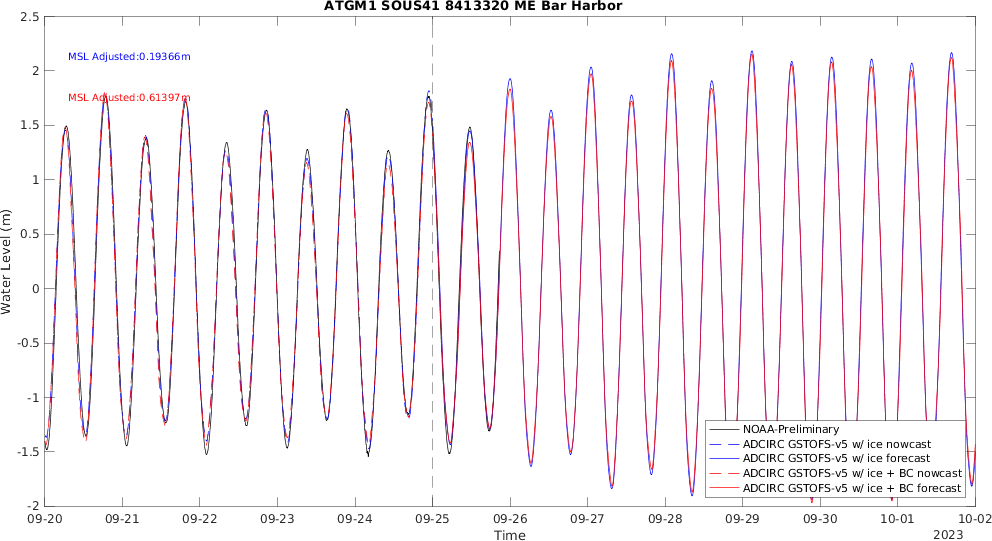 ATGM1 SOUS41 8413320 ME Bar Harbor
2.5
2
1.5
1
0.5
0
-0.5
-1
-1.5
-2
Water Level (m)
MSL Adjusted:0.19366m
MSL Adjusted:0.61397m
NOAA-Preliminary
ADCIRC GSTOFS-v5 w/ ice nowcast
ADCIRC GSTOFS-v5 w/ ice forecast
ADCIRC GSTOFS-v5 w/ ice + BC nowcast
ADCIRC GSTOFS-v5 w/ ice + BC forecast
09-20 09-21 09-22 09-23 09-24 09-25 09-26 09-27 09-28 09-29 09-30 10-01 10-02
Time
2023